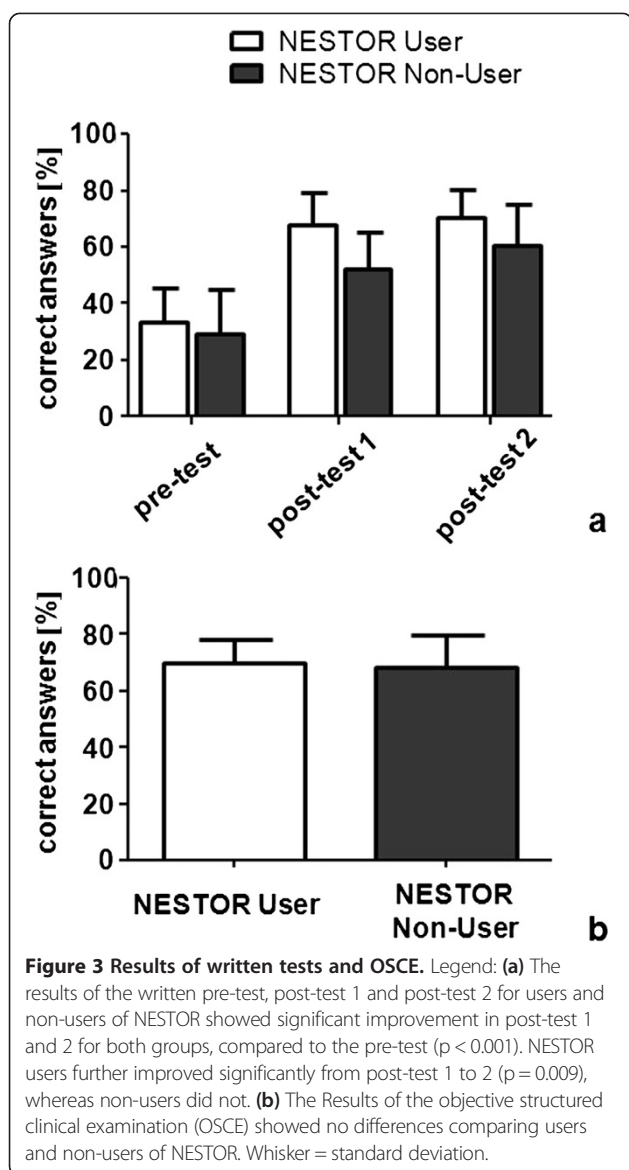 NESTOR User
NESTOR Non-User
100
80
60
40
20
0
correct answers [%]
pre-test
post-test 1
post-test 2
a
100
80
60
40
20
0
correct answers [%]
NESTOR User
NESTOR
Non-User
b
Figure 3 Results of written tests and OSCE. Legend: (a) The
results of the written pre-test, post-test 1 and post-test 2 for users and
non-users of NESTOR showed significant improvement in post-test 1
and 2 for both groups, compared to the pre-test (p < 0.001). NESTOR
users further improved significantly from post-test 1 to 2 (p = 0.009),
whereas non-users did not. (b) The Results of the objective structured
clinical examination (OSCE) showed no differences comparing users
and non-users of NESTOR. Whisker = standard deviation.